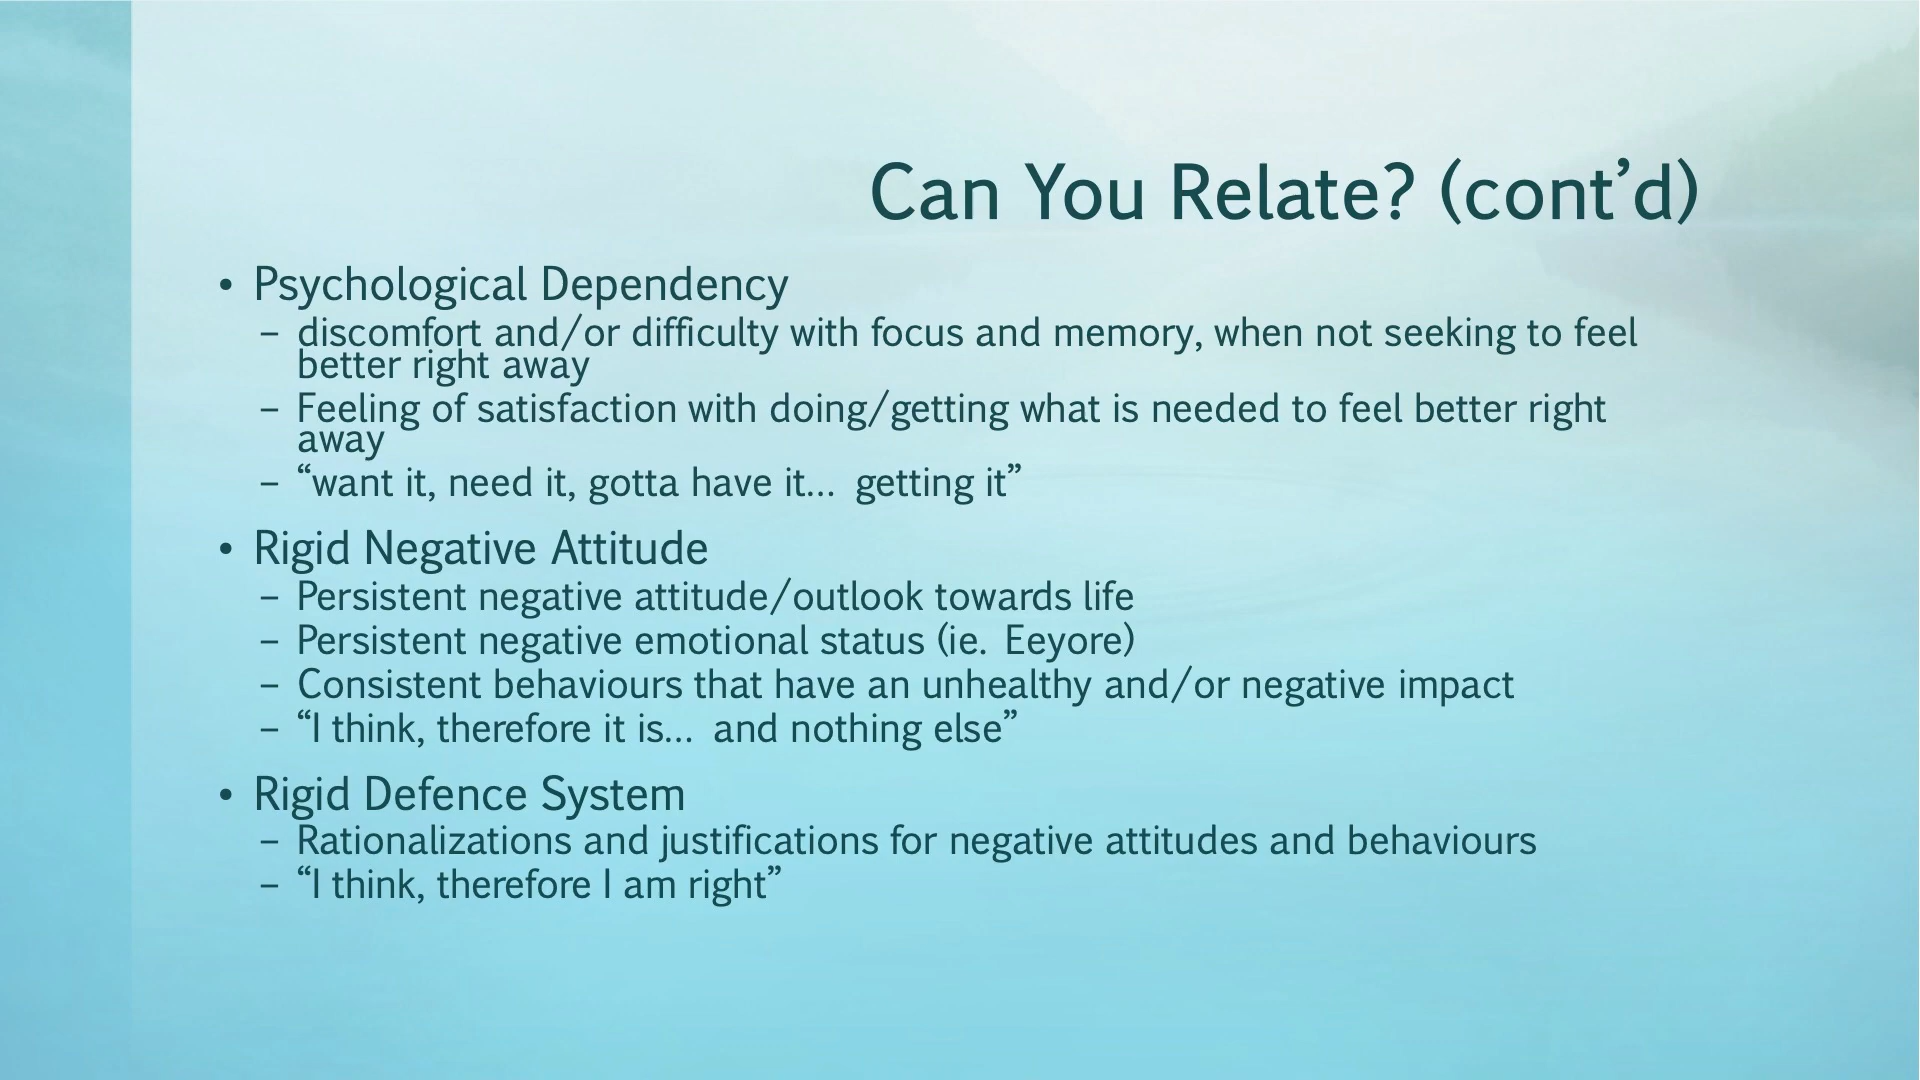 Can You Relate? (cont’d)
• Psychological Dependency
– discomfort and/or difficulty with focus and memory, when not seeking to feel
better right away
– Feeling of satisfaction with doing/getting what is needed to feel better right
away
– “want it, need it, gotta have it… getting it”
• Rigid Negative Attitude
– Persistent negative attitude/outlook towards life
– Persistent negative emotional status (ie. Eeyore)
– Consistent behaviours that have an unhealthy and/or negative impact
– “I think, therefore it is… and nothing else”
• Rigid Defence System
– Rationalizations and justifications for negative attitudes and behaviours
– “I think, therefore I am right”